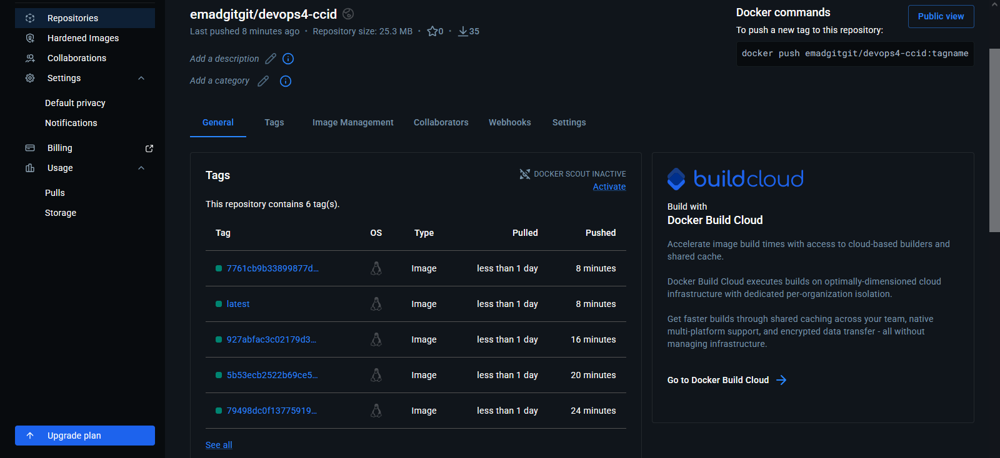 Repositories
Hardened Images
Collaborations
Settings
Default privacy
Notifications
Billing
Usage
Pulls
Storage
Upgrade plan
emadgitgit/devops4-ccid
Last pushed 8 minutes ago • Repository size: 25.3 MB • 0 • 35
Add a description
Add a category
Docker commands
Public view
To push a new tag to this repository:
docker push emadgitgit/devops4-ccid:tagname
General Tags Image Management Collaborators Webhooks Settings
Tags
DOCKER SCOUT INACTIVE
Activate
This repository contains 6 tag(s).
Tag OS Type Pulled Pushed
7761cb9b33899877d... Image less than 1 day 8 minutes
latest Image less than 1 day 8 minutes
927abfac3c02179d3... Image less than 1 day 16 minutes
5b53ecb2522b69ce5... Image less than 1 day 20 minutes
79498dc0f13775919... Image less than 1 day 24 minutes
See all
buildcloud
Build with
Docker Build Cloud
Accelerate image build times with access to cloud-based builders and
shared cache.
Docker Build Cloud executes builds on optimally-dimensioned cloud
infrastructure with dedicated per-organization isolation.
Get faster builds through shared caching across your team, native
multi-platform support, and encrypted data transfer - all without
managing infrastructure.
Go to Docker Build Cloud